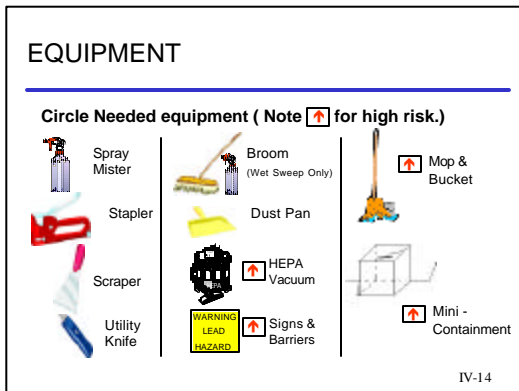 EQUIPMENT
Circle Needed equipment ( Note ↑ for high risk.)
Spray
Mister
Stapler
Scraper
Utility
Knife
Broom
(Wet Sweep Only)
Dust Pan
HEPA
↑ HEPA
Vacuum
WARNING
LEAD
HAZARD
↑ Signs &
Barriers
↑ Mop &
Bucket
↑ Mini -
Containment
IV-14